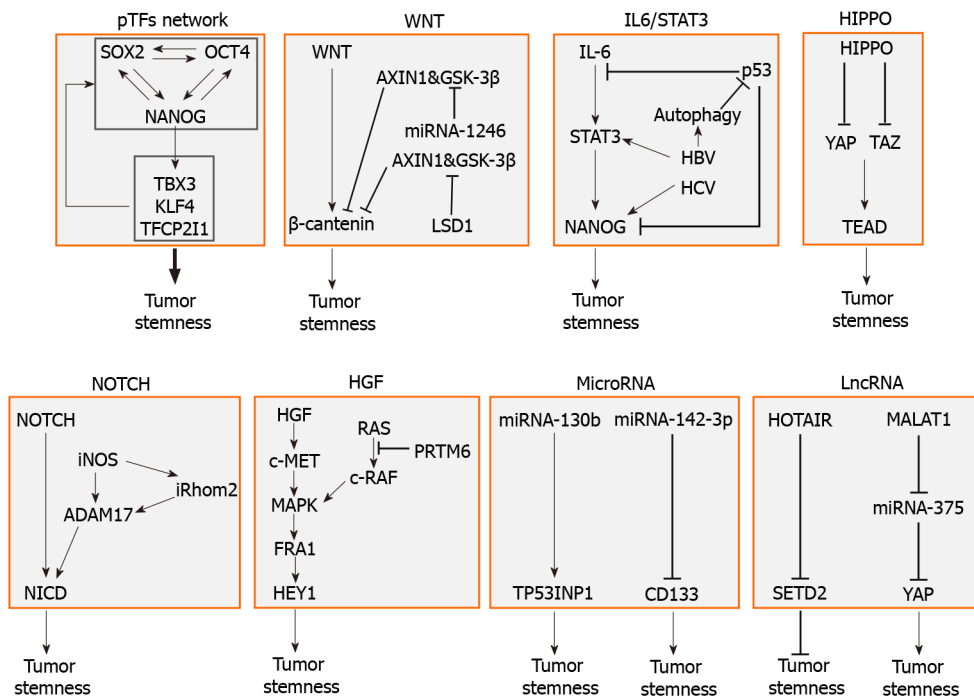 pTFs network
SOX2
OCT4
NANOG
TBX3
KLF4
TFCP2I1
Tumor
stemness
WNT
WNT
AXIN1&GSK-3β
miRNA-1246
AXIN1&GSK-3β
β-cantenin
LSD1
Tumor
stemness
IL6/STAT3
IL-6
p53
Autophagy
STAT3
HBV
HCV
NANOG
Tumor
stemness
HIPPO
HIPPO
YAP
TAZ
TEAD
Tumor
stemness
NOTCH
NOTCH
iNOS
iRhom2
ADAM17
NICD
Tumor
stemness
HGF
HGF
RAS
PRTM6
c-MET
c-RAF
MAPK
FRA1
HEY1
Tumor
stemness
MicroRNA
miRNA-130b
miRNA-142-3p
TP53INP1
CD133
Tumor
stemness
Tumor
stemness
LncRNA
HOTAIR
MALAT1
miRNA-375
SETD2
YAP
Tumor
stemness
Tumor
stemness